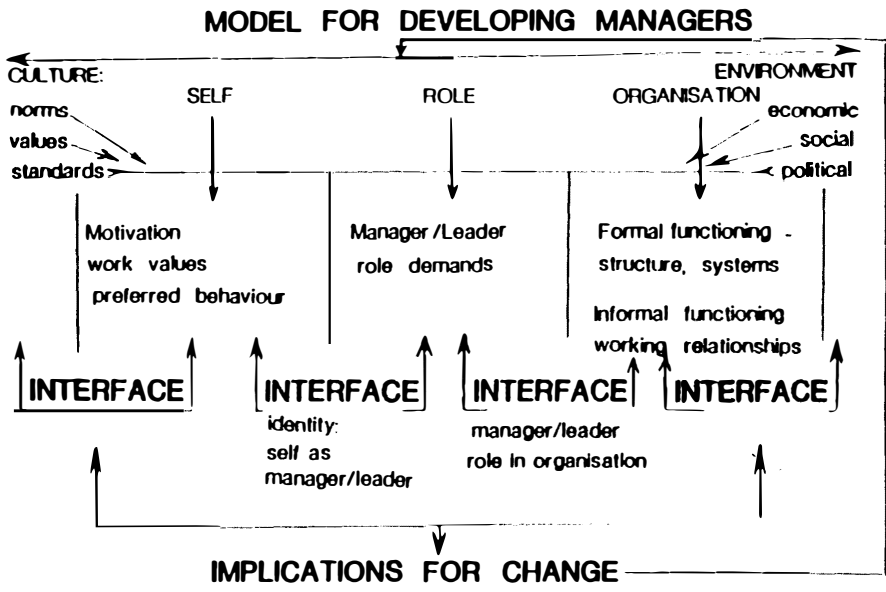 MODEL FOR DEVELOPING MANAGERS
CULTURE:
norms
values
standards
SELF
ROLE
ORGANISATION
ENVIRONMENT
economic
social
political
Motivation
work values
preferred behaviour
Manager/Leader
role demands
Formal functioning -
structure, systems
Informal functioning
working relationships
INTERFACE
INTERFACE
identity:
self as
manager/leader
INTERFACE
manager/leader
role in organisation
INTERFACE
IMPLICATIONS FOR CHANGE